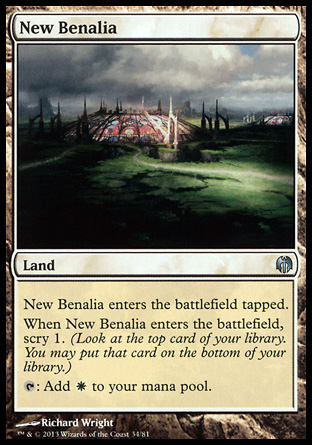 New Benalia
Land
New Benalia enters the battlefield tapped.
When New Benalia enters the battlefield,
scry 1. (Look at the top card of your library.
You may put that card on the bottom of your
library.)
: Add to your mana pool.
Richard Wright
™ & © 2013 Wizards of the Coast 34/81